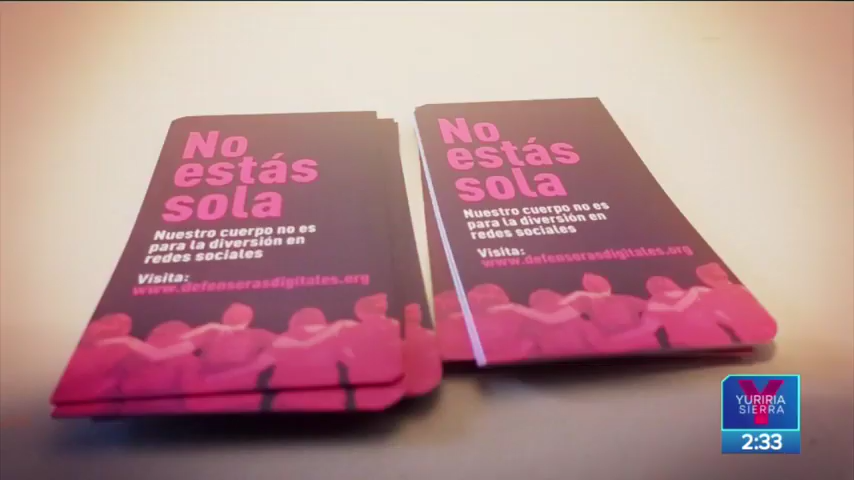 No
estás
sola
Nuestro cuerpo no es
para la diversión en
redes sociales
Visita:
www.defensorasdigitales.org
No
estás
sola
Nuestro cuerpo no es
para la diversión en
redes sociales
Visita:
www.defensorasdigitales.org
YURIRIA
SIERRA
2:33